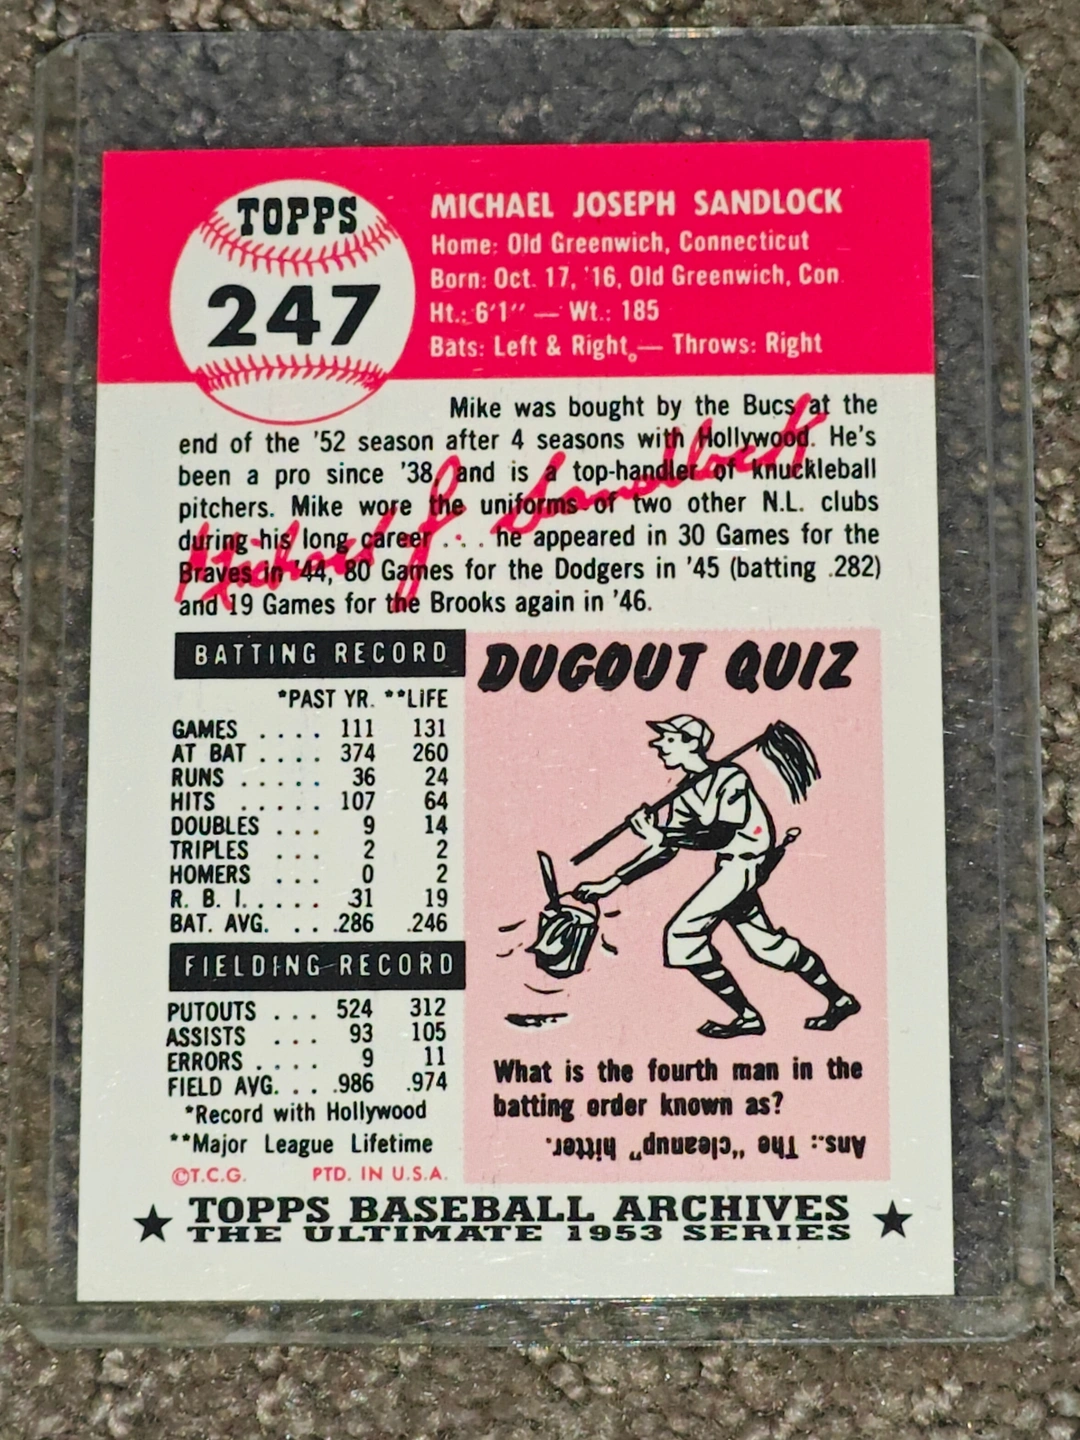 TOPPS
247
MICHAEL JOSEPH SANDLOCK
Home: Old Greenwich, Connecticut
Born: Oct. 17, '16, Old Greenwich, Con.
Ht.: 6'1" — Wt.: 185
Bats: Left & Right — Throws: Right
Mike was bought by the Bucs at the
end of the '52 season after 4 seasons with Hollywood. He's
been a pro since '38, and is a top-handler of knuckleball
pitchers. Mike wore the uniforms of two other N.L. clubs
during his long career . . . he appeared in 30 Games for the
Braves in '44, 80 Games for the Dodgers in '45 (batting .282)
and 19 Games for the Brooks again in '46.
Michael J. Sandlock
BATTING RECORD
*PAST YR. **LIFE
GAMES . . . . 111 131
AT BAT . . . . 374 260
RUNS . . . . . 36 24
HITS . . . . . 107 64
DOUBLES . . . 9 14
TRIPLES . . . 2 2
HOMERS . . . 0 2
R. B. I. . . . . 31 19
BAT. AVG. . . . .286 .246
FIELDING RECORD
PUTOUTS . . . 524 312
ASSISTS . . . 93 105
ERRORS . . . . 9 11
FIELD AVG. . . .986 .974
*Record with Hollywood
**Major League Lifetime
©T.C.G. PTD. IN U.S.A.
DUGOUT QUIZ
What is the fourth man in the
batting order known as?
Ans.: The "cleanup" hitter.
★ TOPPS BASEBALL ARCHIVES ★
THE ULTIMATE 1953 SERIES